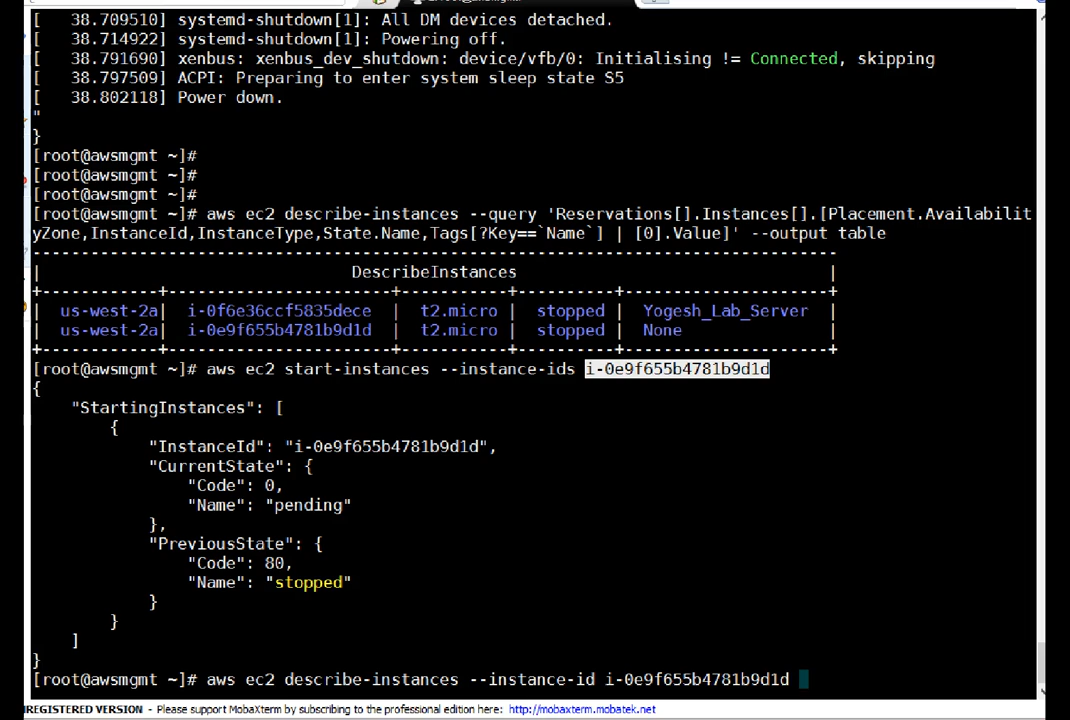 [   38.709510] systemd-shutdown[1]: All DM devices detached.
[   38.714922] systemd-shutdown[1]: Powering off.
[   38.791690] xenbus: xenbus_dev_shutdown: device/vfb/0: Initialising != Connected, skipping
[   38.797509] ACPI: Preparing to enter system sleep state S5
[   38.802118] Power down.
"
}
[root@awsmgmt ~]#
[root@awsmgmt ~]#
[root@awsmgmt ~]#
[root@awsmgmt ~]# aws ec2 describe-instances --query 'Reservations[].Instances[].[Placement.Availabilit
yZone,InstanceId,InstanceType,State.Name,Tags[?Key==`Name`] | [0].Value]' --output table
----------------------------------------------------------------------------------
|                                DescribeInstances                                |
+-------------+-----------------------+-----------+----------+---------------------+
|  us-west-2a|  i-0f6e36ccf5835dece  |  t2.micro |  stopped |  Yogesh_Lab_Server  |
|  us-west-2a|  i-0e9f655b4781b9d1d  |  t2.micro |  stopped |  None               |
+-------------+-----------------------+-----------+----------+---------------------+
[root@awsmgmt ~]# aws ec2 start-instances --instance-ids i-0e9f655b4781b9d1d
{
    "StartingInstances": [
        {
            "InstanceId": "i-0e9f655b4781b9d1d",
            "CurrentState": {
                "Code": 0,
                "Name": "pending"
            },
            "PreviousState": {
                "Code": 80,
                "Name": "stopped"
            }
        }
    ]
}
[root@awsmgmt ~]# aws ec2 describe-instances --instance-id i-0e9f655b4781b9d1d
REGISTERED VERSION - Please support MobaXterm by subscribing to the professional edition here: http://mobaxterm.mobatek.net